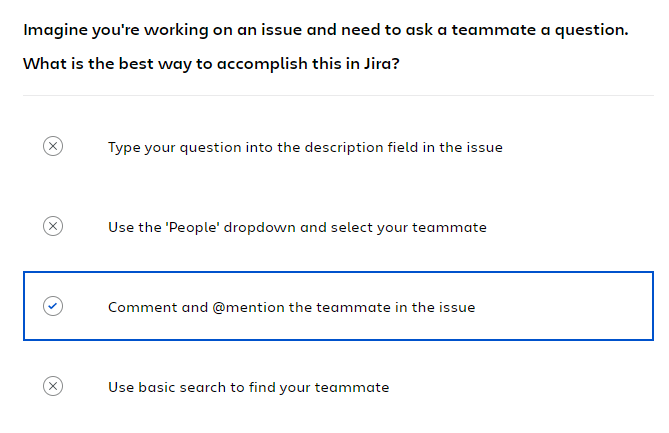 Imagine you're working on an issue and need to ask a teammate a question.
What is the best way to accomplish this in Jira?
Type your question into the description field in the issue
Use the 'People' dropdown and select your teammate
Comment and @mention the teammate in the issue
Use basic search to find your teammate